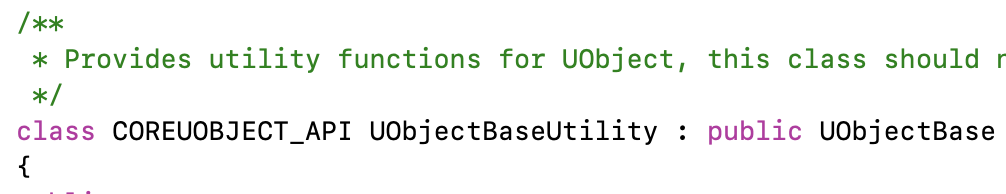 /**
 * Provides utility functions for UObject, this class should
 */
class COREUOBJECT_API UObjectBaseUtility : public UObjectBase
{